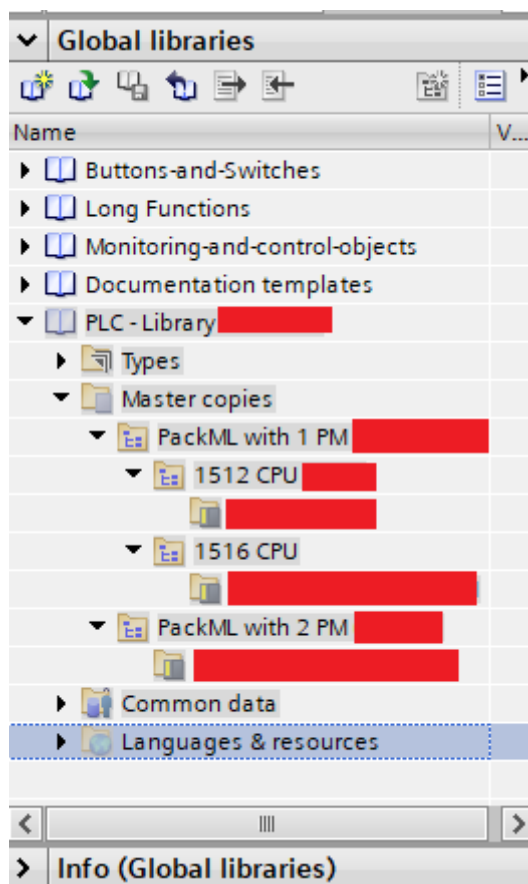 Global libraries
Name V...
Buttons-and-Switches
Long Functions
Monitoring-and-control-objects
Documentation templates
PLC - Library
Types
Master copies
PackML with 1 PM
1512 CPU
1516 CPU
PackML with 2 PM
Common data
Languages & resources
Info (Global libraries)